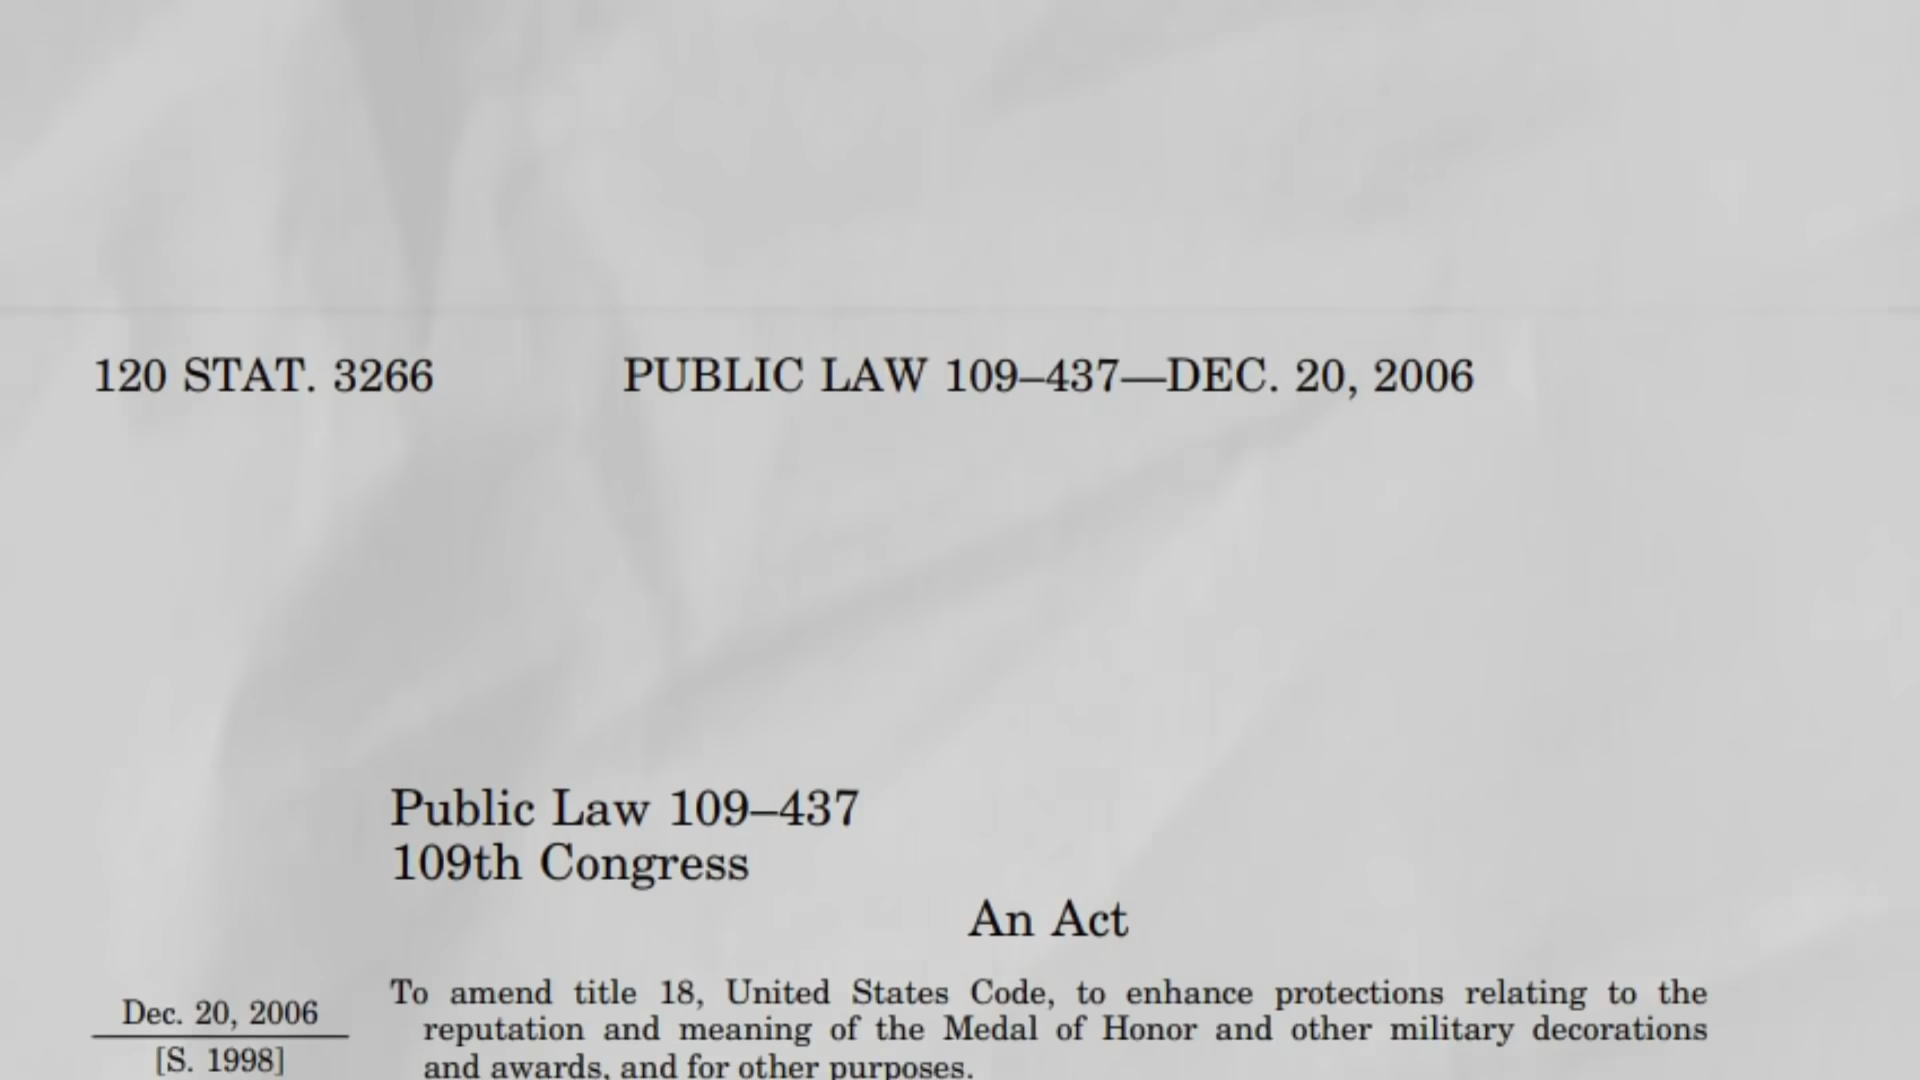 120 STAT. 3266 PUBLIC LAW 109–437—DEC. 20, 2006
Public Law 109–437
109th Congress
An Act
Dec. 20, 2006
[S. 1998]
To amend title 18, United States Code, to enhance protections relating to the
reputation and meaning of the Medal of Honor and other military decorations
and awards, and for other purposes.